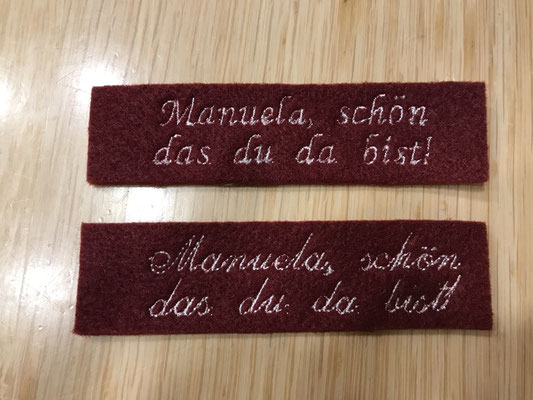 Manuela, schön
das du da bist!
Manuela, schön
das du da bist!